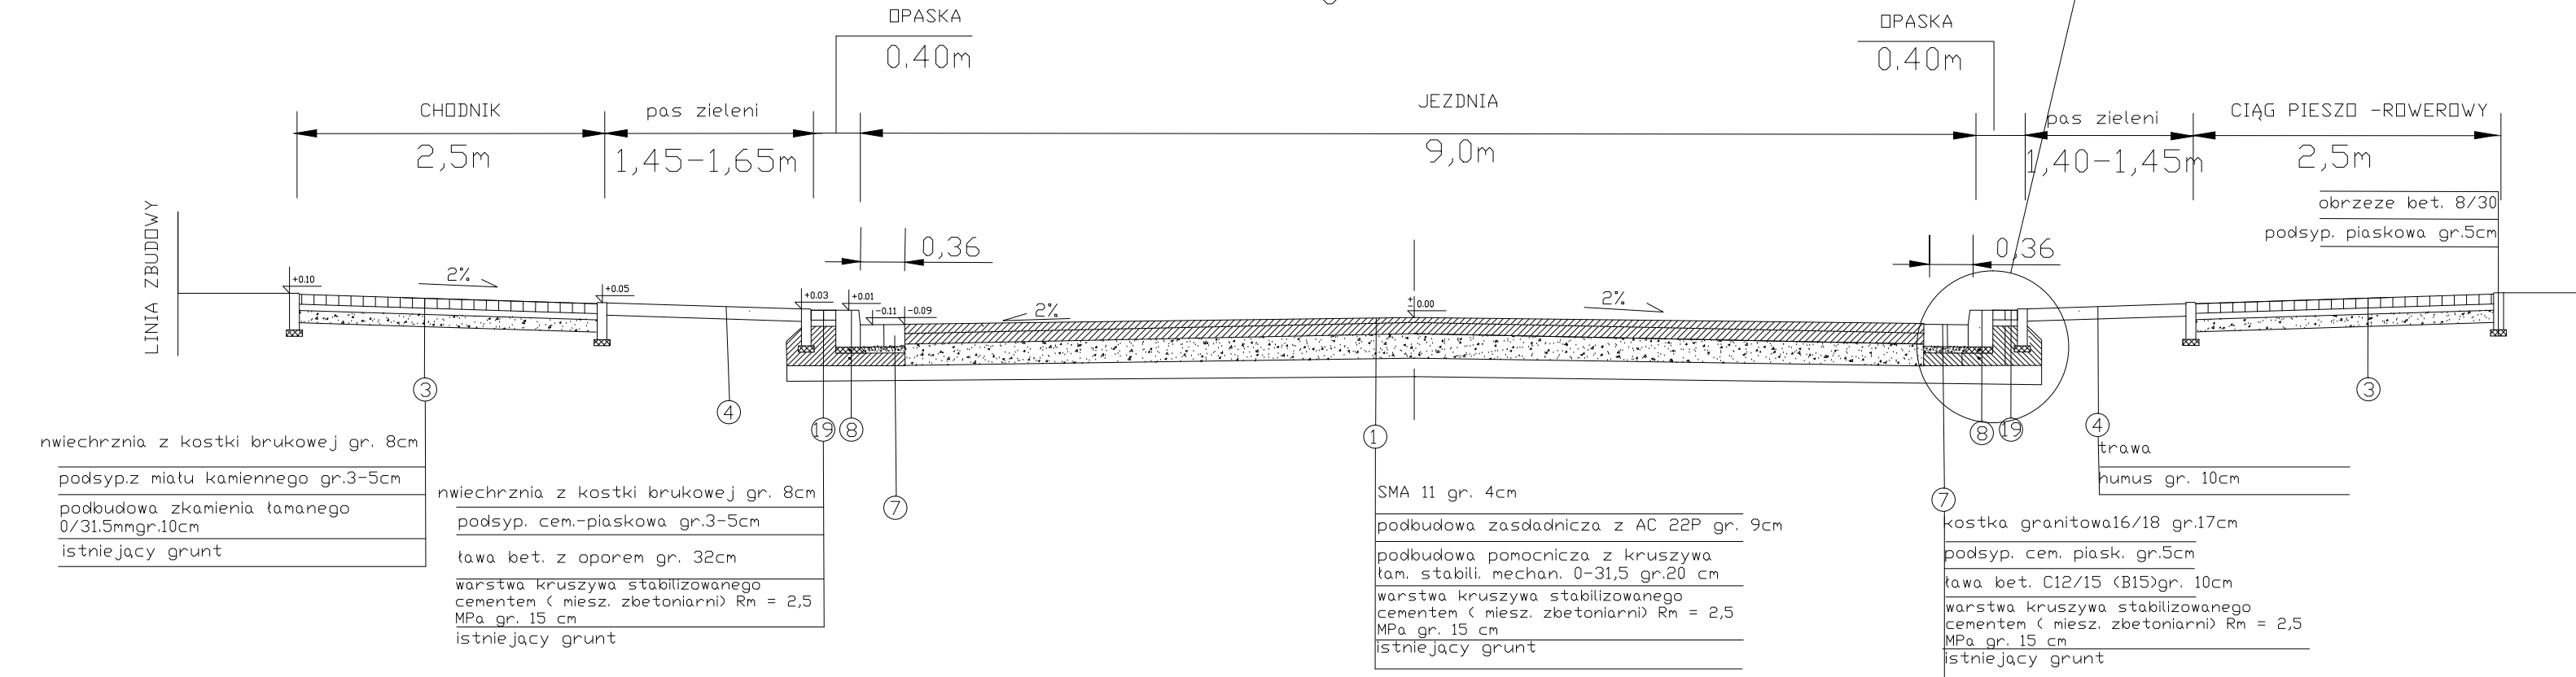 OPASKA
0.40m
OPASKA
0.40m
CHODNIK
2,5m
pas zieleni
1,45-1,65m
JEZDNIA
9,0m
pas zieleni
1,40-1,45m
CIĄG PIESZO -ROWEROWY
2,5m
obrzeze bet. 8/30
podsyp. piaskowa gr.5cm
LINIA ZBUDOWY
0,36
0,36
+0.10
2%
+0.05
+0.03
+0.01
-0.11
-0.09
2%
±0.00
2%
3
4
19
8
7
1
8
19
7
4
3
nwiechrznia z kostki brukowej gr. 8cm
podsyp.z miału kamiennego gr.3-5cm
podbudowa zkamienia łamanego
0/31.5mmgr.10cm
istniejący grunt
nwiechrznia z kostki brukowej gr. 8cm
podsyp. cem.-piaskowa gr.3-5cm
ława bet. z oporem gr. 32cm
warstwa kruszywa stabilizowanego
cementem ( miesz. zbetoniarni) Rm = 2,5
MPa gr. 15 cm
istniejący grunt
SMA 11 gr. 4cm
podbudowa zasdadnicza z AC 22P gr. 9cm
podbudowa pomocnicza z kruszywa
łam. stabili. mechan. 0-31,5 gr.20 cm
warstwa kruszywa stabilizowanego
cementem ( miesz. zbetoniarni) Rm = 2,5
MPa gr. 15 cm
istniejący grunt
trawa
humus gr. 10cm
kostka granitowa16/18 gr.17cm
podsyp. cem. piask. gr.5cm
ława bet. C12/15 (B15)gr. 10cm
warstwa kruszywa stabilizowanego
cementem ( miesz. zbetoniarni) Rm = 2,5
MPa gr. 15 cm
istniejący grunt